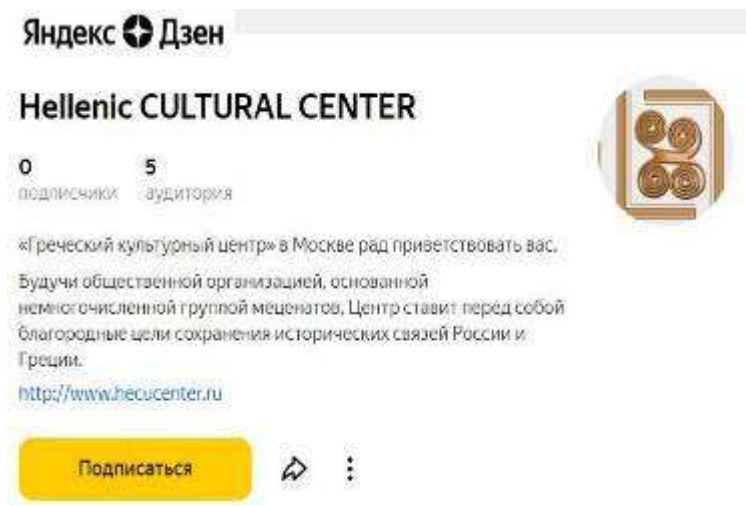 Яндекс Дзен
Hellenic CULTURAL CENTER
0 5
подписчики аудитория
«Греческий культурный центр» в Москве рад приветствовать вас.
Будучи общественной организацией, основанной
немногочисленной группой меценатов, Центр ставит перед собой
благородные цели сохранения исторических связей России и
Греции.
http://www.hecucenter.ru
Подписаться